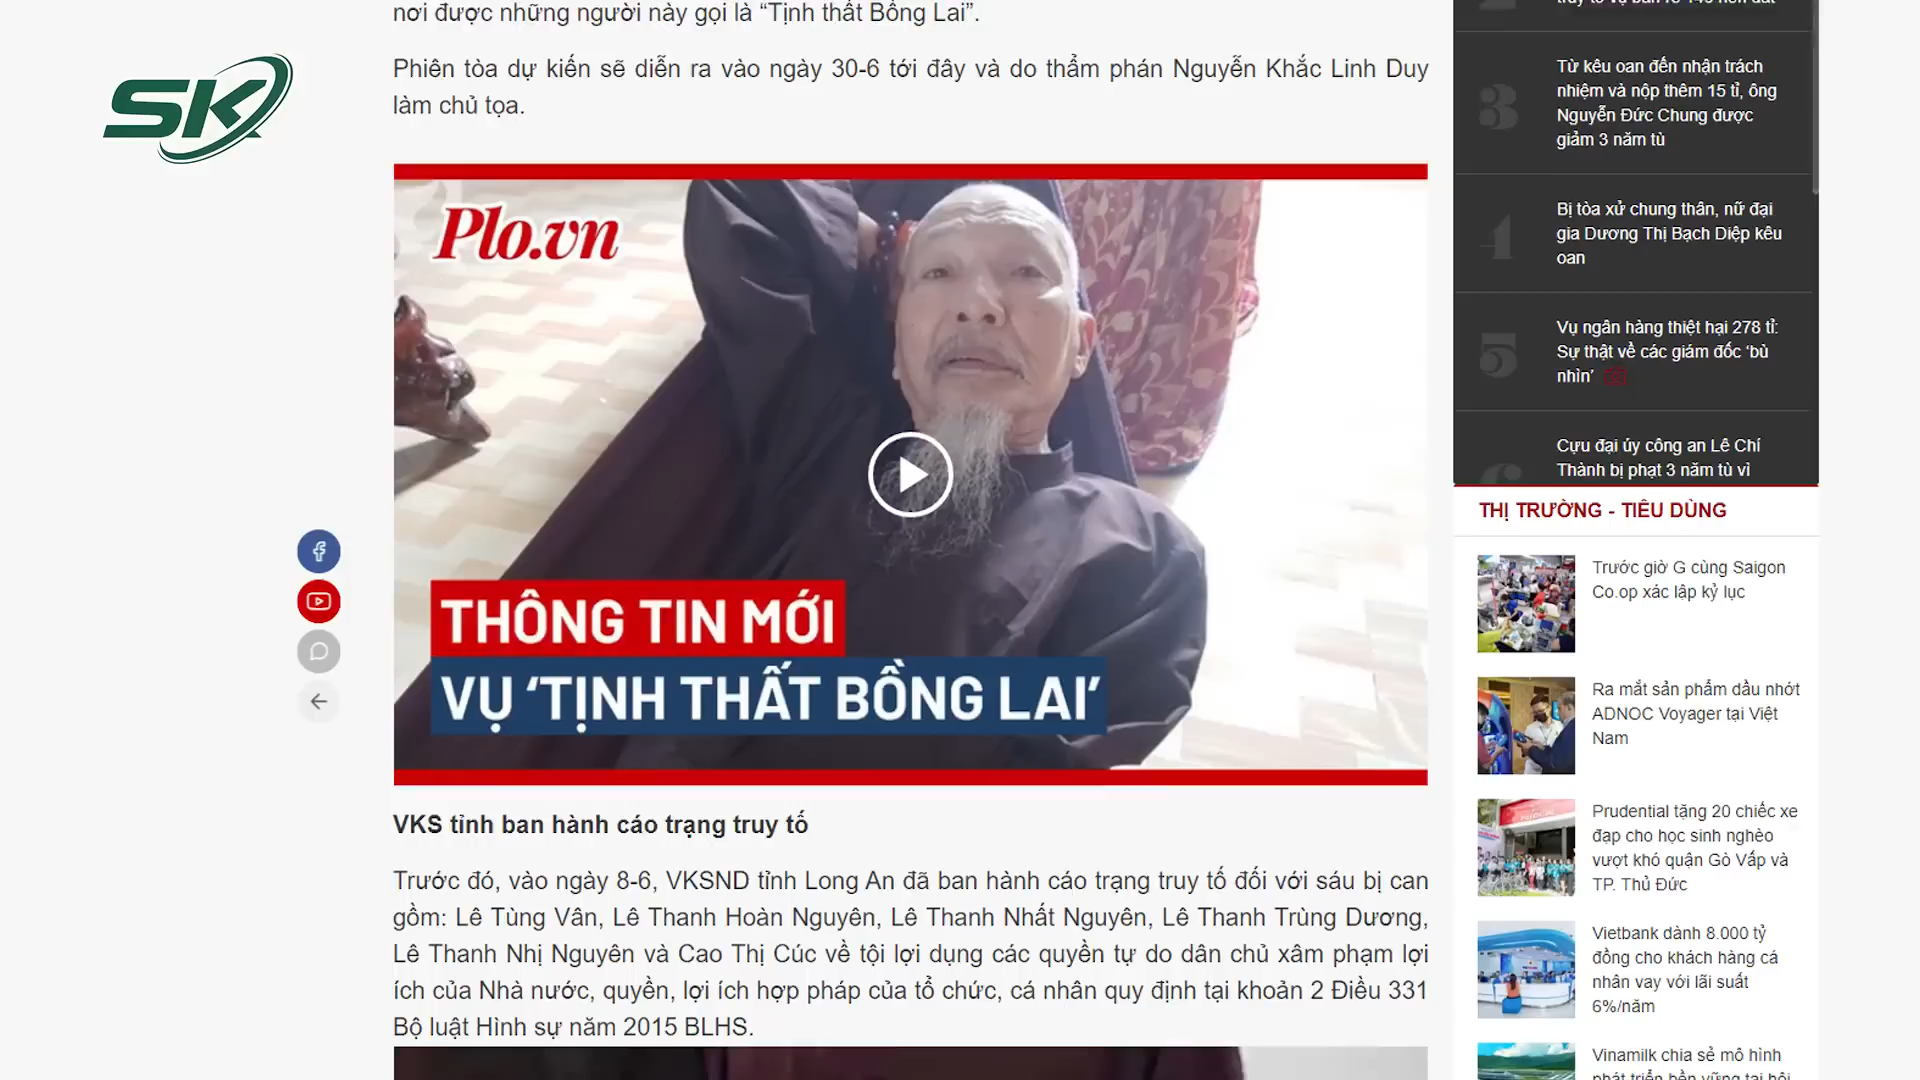 nơi được những người này gọi là “Tịnh thất Bồng Lai”.
Phiên tòa dự kiến sẽ diễn ra vào ngày 30-6 tới đây và do thẩm phán Nguyễn Khắc Linh Duy
làm chủ tọa.
SK
Plo.vn
THÔNG TIN MỚI
VỤ ‘TỊNH THẤT BỒNG LAI’
VKS tỉnh ban hành cáo trạng truy tố
Trước đó, vào ngày 8-6, VKSND tỉnh Long An đã ban hành cáo trạng truy tố đối với sáu bị can
gồm: Lê Tùng Vân, Lê Thanh Hoàn Nguyên, Lê Thanh Nhất Nguyên, Lê Thanh Trùng Dương,
Lê Thanh Nhị Nguyên và Cao Thị Cúc về tội lợi dụng các quyền tự do dân chủ xâm phạm lợi
ích của Nhà nước, quyền, lợi ích hợp pháp của tổ chức, cá nhân quy định tại khoản 2 Điều 331
Bộ luật Hình sự năm 2015 BLHS.
3
Từ kêu oan đến nhận trách
nhiệm và nộp thêm 15 tỉ, ông
Nguyễn Đức Chung được
giảm 3 năm tù
4
Bị tòa xử chung thân, nữ đại
gia Dương Thị Bạch Diệp kêu
oan
5
Vụ ngân hàng thiệt hại 278 tỉ:
Sự thật về các giám đốc ‘bù
nhìn’
6
Cựu đại úy công an Lê Chí
Thành bị phạt 3 năm tù vì
THỊ TRƯỜNG - TIÊU DÙNG
Trước giờ G cùng Saigon
Co.op xác lập kỷ lục
Ra mắt sản phẩm dầu nhớt
ADNOC Voyager tại Việt
Nam
Prudential tặng 20 chiếc xe
đạp cho học sinh nghèo
vượt khó quận Gò Vấp và
TP. Thủ Đức
Vietbank dành 8.000 tỷ
đồng cho khách hàng cá
nhân vay với lãi suất
6%/năm
Vinamilk chia sẻ mô hình
phát triển bền vững tại hội